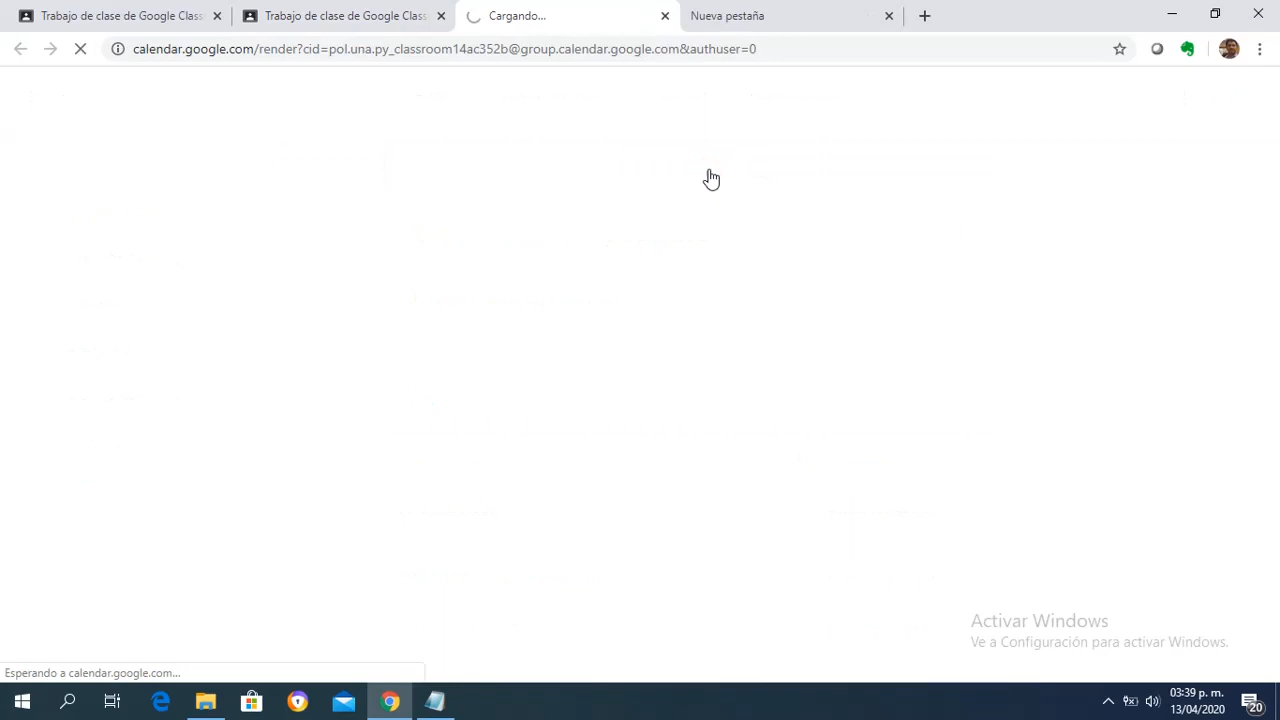 Trabajo de clase de Google Class
Trabajo de clase de Google Class
Cargando...
Nueva pestaña
calendar.google.com/render?cid=pol.una.py_classroom14ac352b@group.calendar.google.com&authuser=0
Activar Windows
Ve a Configuración para activar Windows.
Esperando a calendar.google.com...
03:39 p. m.
13/04/2020
20